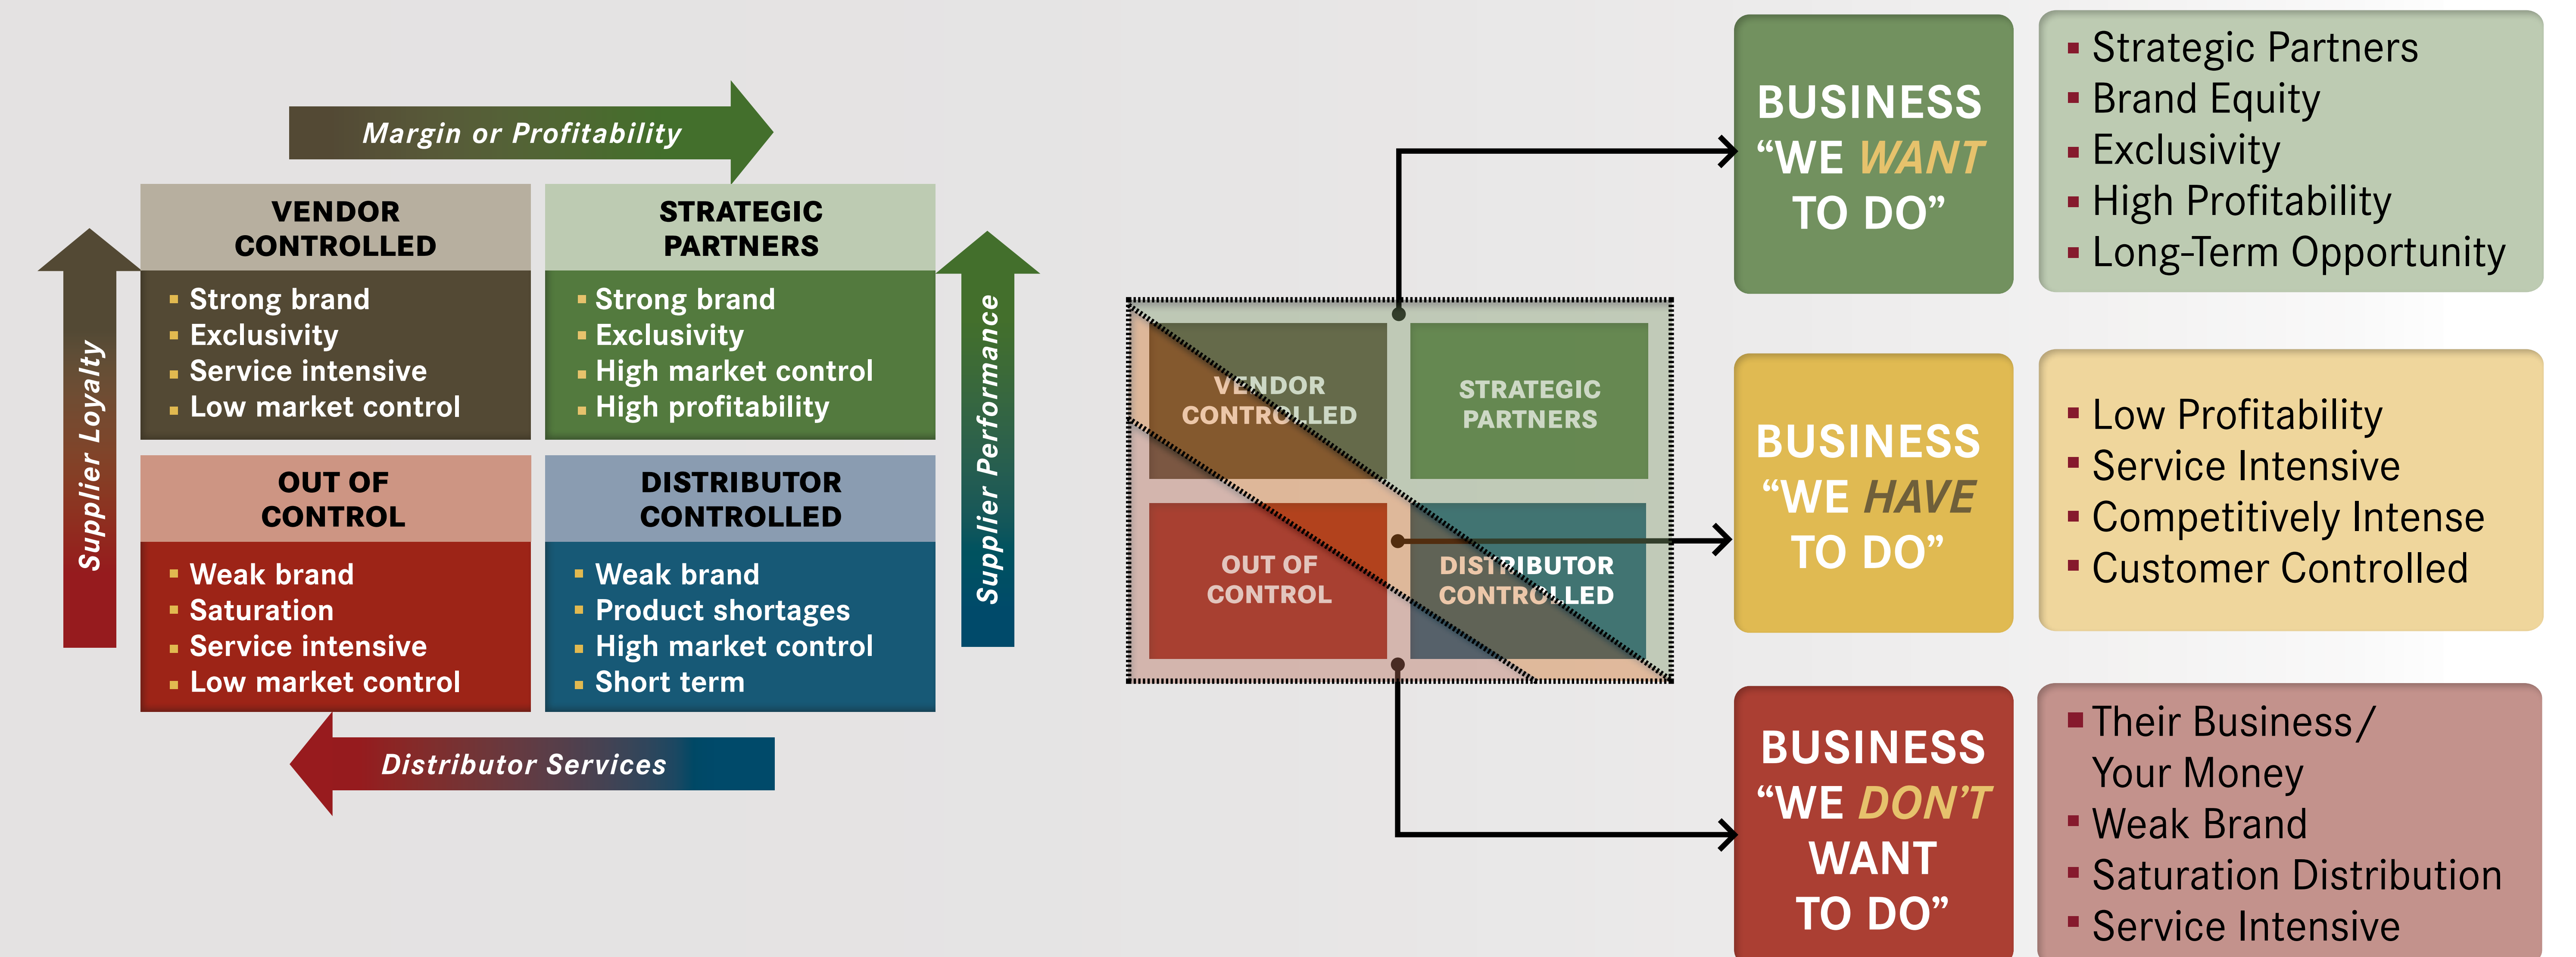 Margin or Profitability
Supplier Loyalty
VENDOR
CONTROLLED
Strong brand
Exclusivity
Service intensive
Low market control
STRATEGIC
PARTNERS
Strong brand
Exclusivity
High market control
High profitability
OUT OF
CONTROL
Weak brand
Saturation
Service intensive
Low market control
DISTRIBUTOR
CONTROLLED
Weak brand
Product shortages
High market control
Short term
Supplier Performance
Distributor Services
VENDOR
CONTROLLED
STRATEGIC
PARTNERS
OUT OF
CONTROL
DISTRIBUTOR
CONTROLLED
BUSINESS
“WE WANT
TO DO”
Strategic Partners
Brand Equity
Exclusivity
High Profitability
Long-Term Opportunity
BUSINESS
“WE HAVE
TO DO”
Low Profitability
Service Intensive
Competitively Intense
Customer Controlled
BUSINESS
“WE DON’T
WANT
TO DO”
Their Business/
Your Money
Weak Brand
Saturation Distribution
Service Intensive